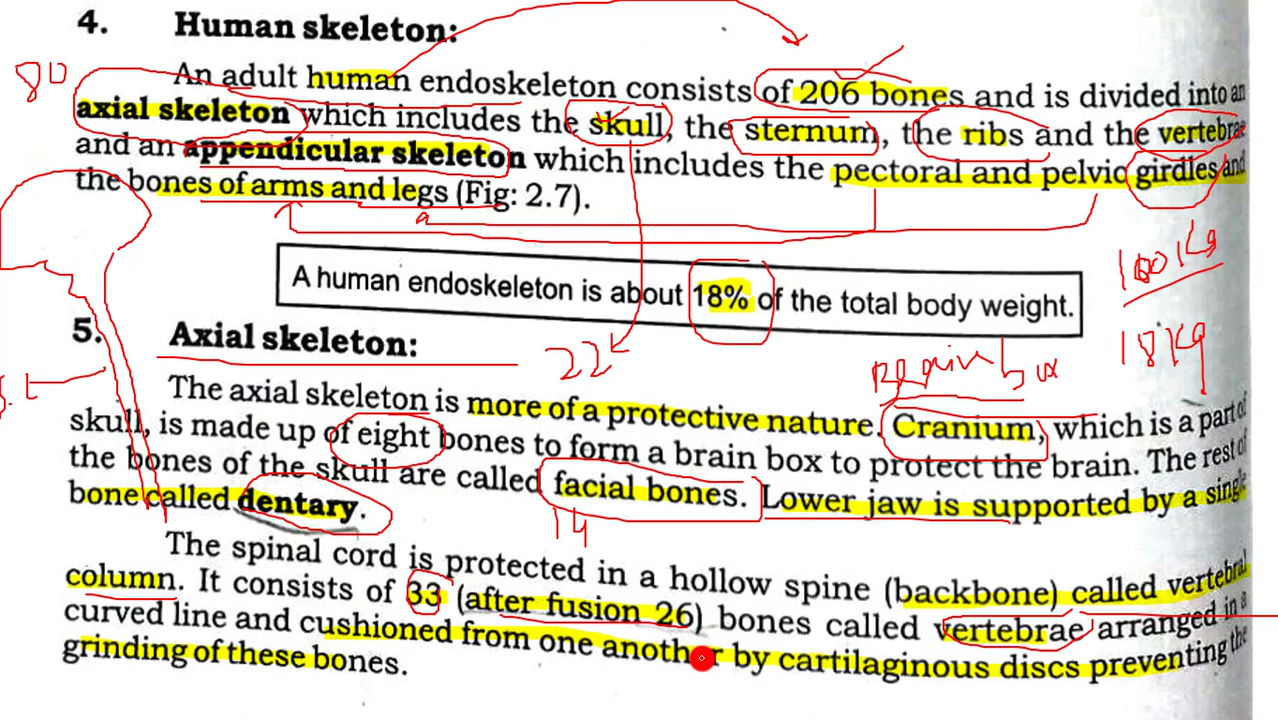 4. Human skeleton:
80
An adult human endoskeleton consists of 206 bones and is divided into an
axial skeleton which includes the skull, the sternum, the ribs and the vertebrae
and an appendicular skeleton which includes the pectoral and pelvic girdles and
the bones of arms and legs (Fig: 2.7).
100 Kg
A human endoskeleton is about 18% of the total body weight.
18 Kg
5. Axial skeleton:
22
box
The axial skeleton is more of a protective nature. Cranium, which is a part of
skull, is made up of eight bones to form a brain box to protect the brain. The rest of
the bones of the skull are called facial bones. Lower jaw is supported by a single
bone called dentary.
14
The spinal cord is protected in a hollow spine (backbone) called vertebral
column. It consists of 33 (after fusion 26) bones called vertebrae arranged in a
curved line and cushioned from one another by cartilaginous discs preventing the
grinding of these bones.